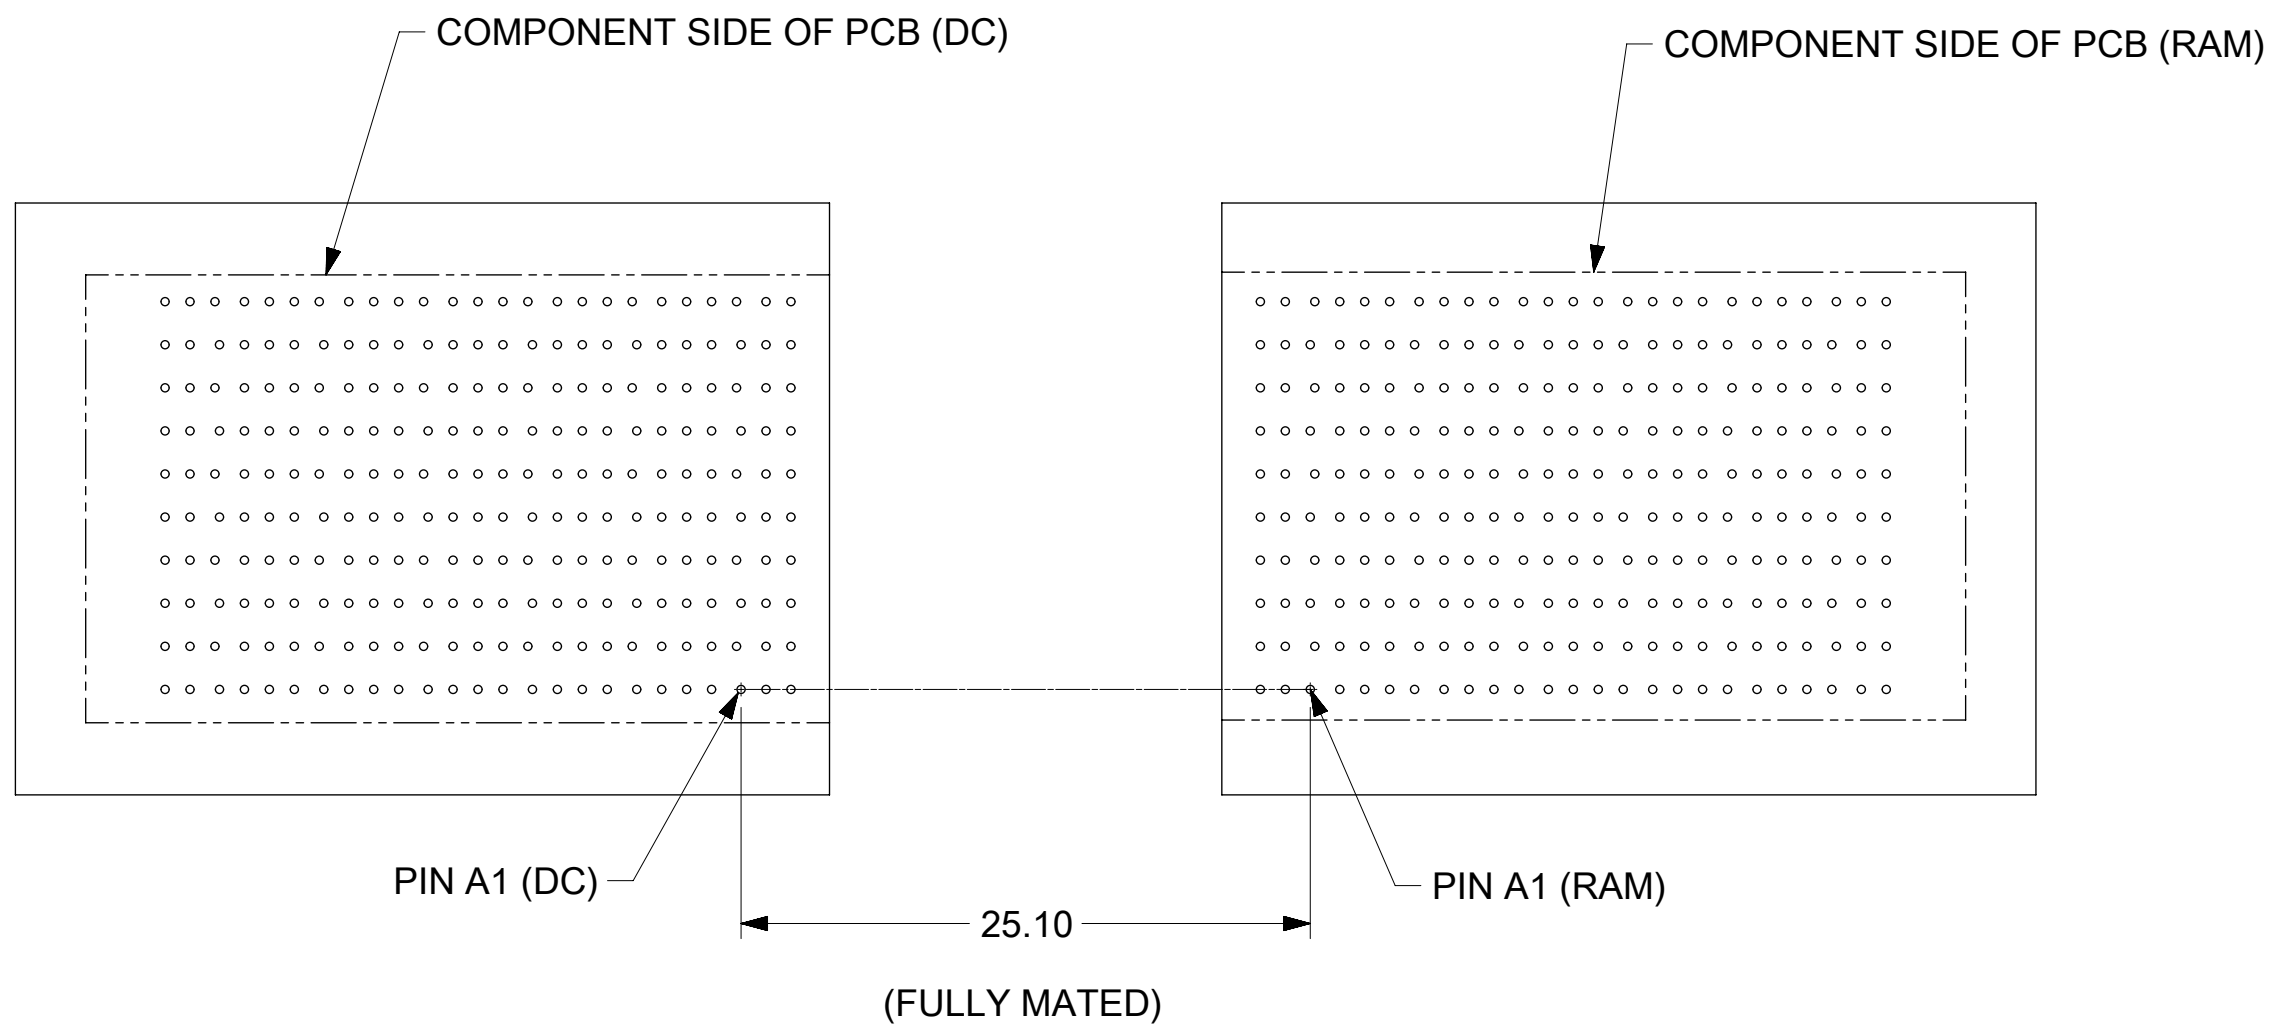 COMPONENT SIDE OF PCB (DC)
COMPONENT SIDE OF PCB (RAM)
PIN A1 (DC)
PIN A1 (RAM)
25.10
(FULLY MATED)